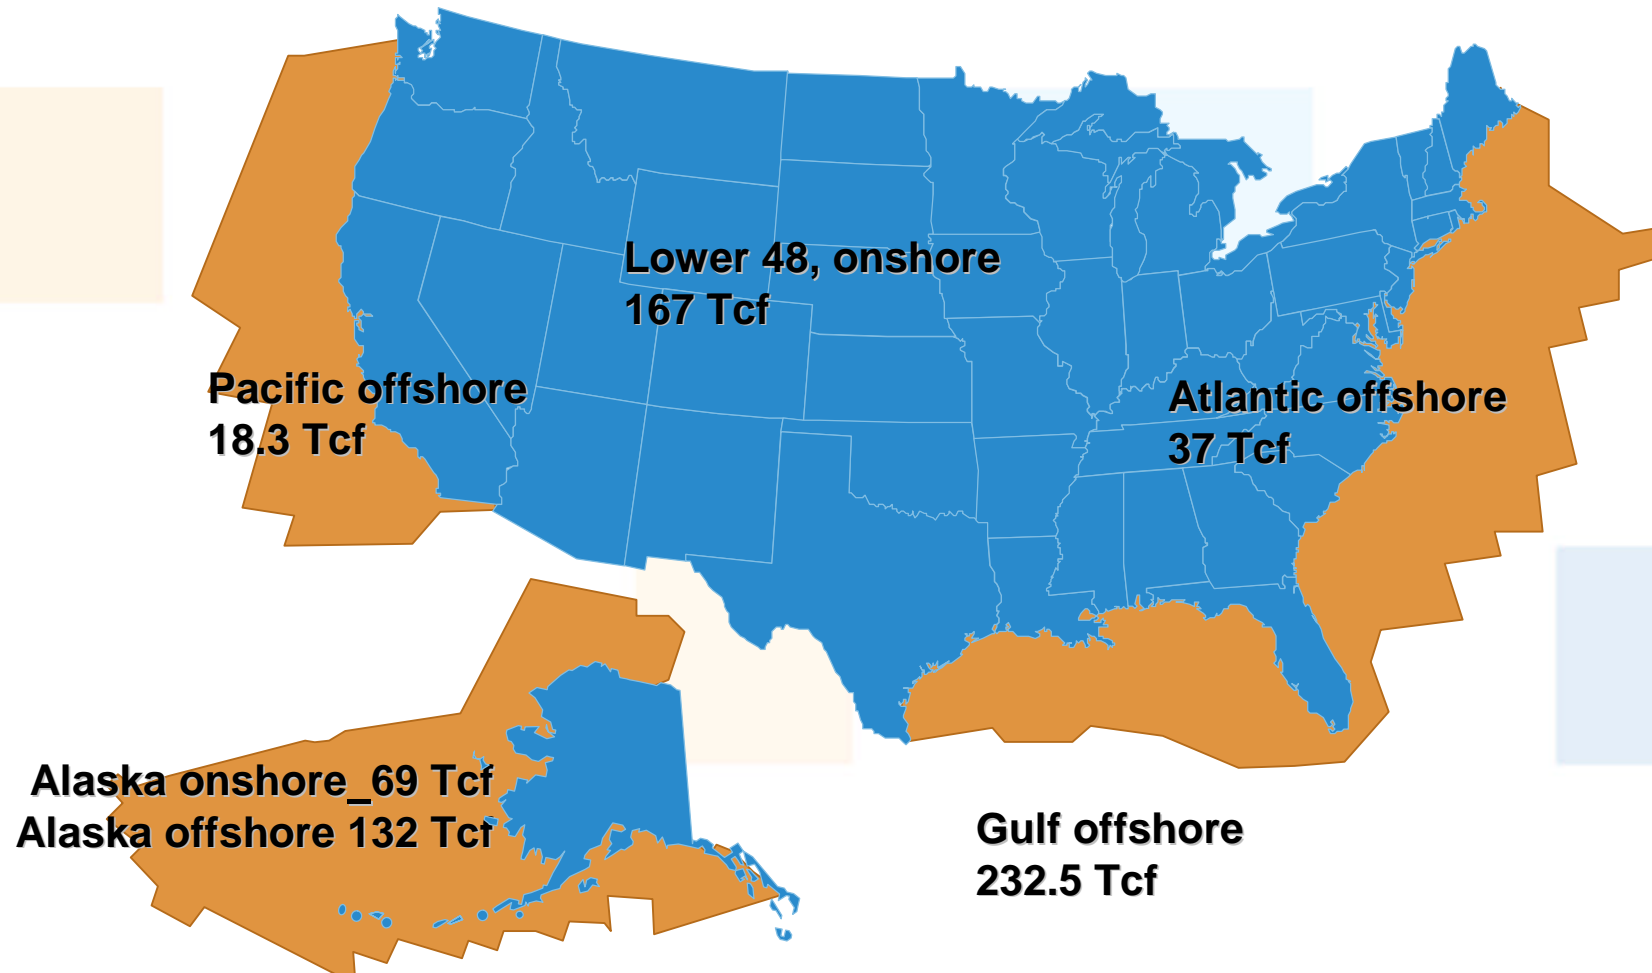 Lower 48, onshore
167 Tcf
Pacific offshore
18.3 Tcf
Atlantic offshore
37 Tcf
Alaska onshore_69 Tcf
Alaska offshore 132 Tcf
Gulf offshore
232.5 Tcf